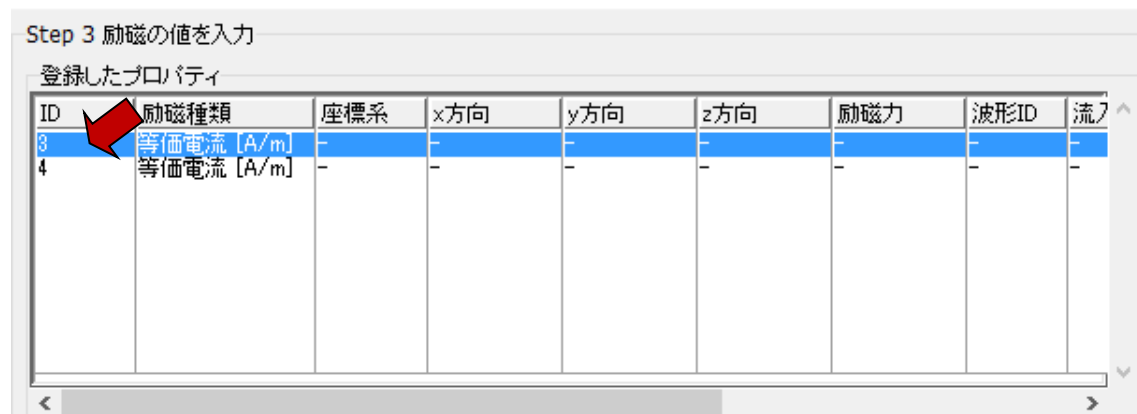 Step 3 励磁の値を入力
登録したプロパティ
ID 励磁種類 座標系 x方向 y方向 z方向 励磁力 波形ID 流入
3 等価電流 [A/m] - - - - - - -
4 等価電流 [A/m] - - - - - - -